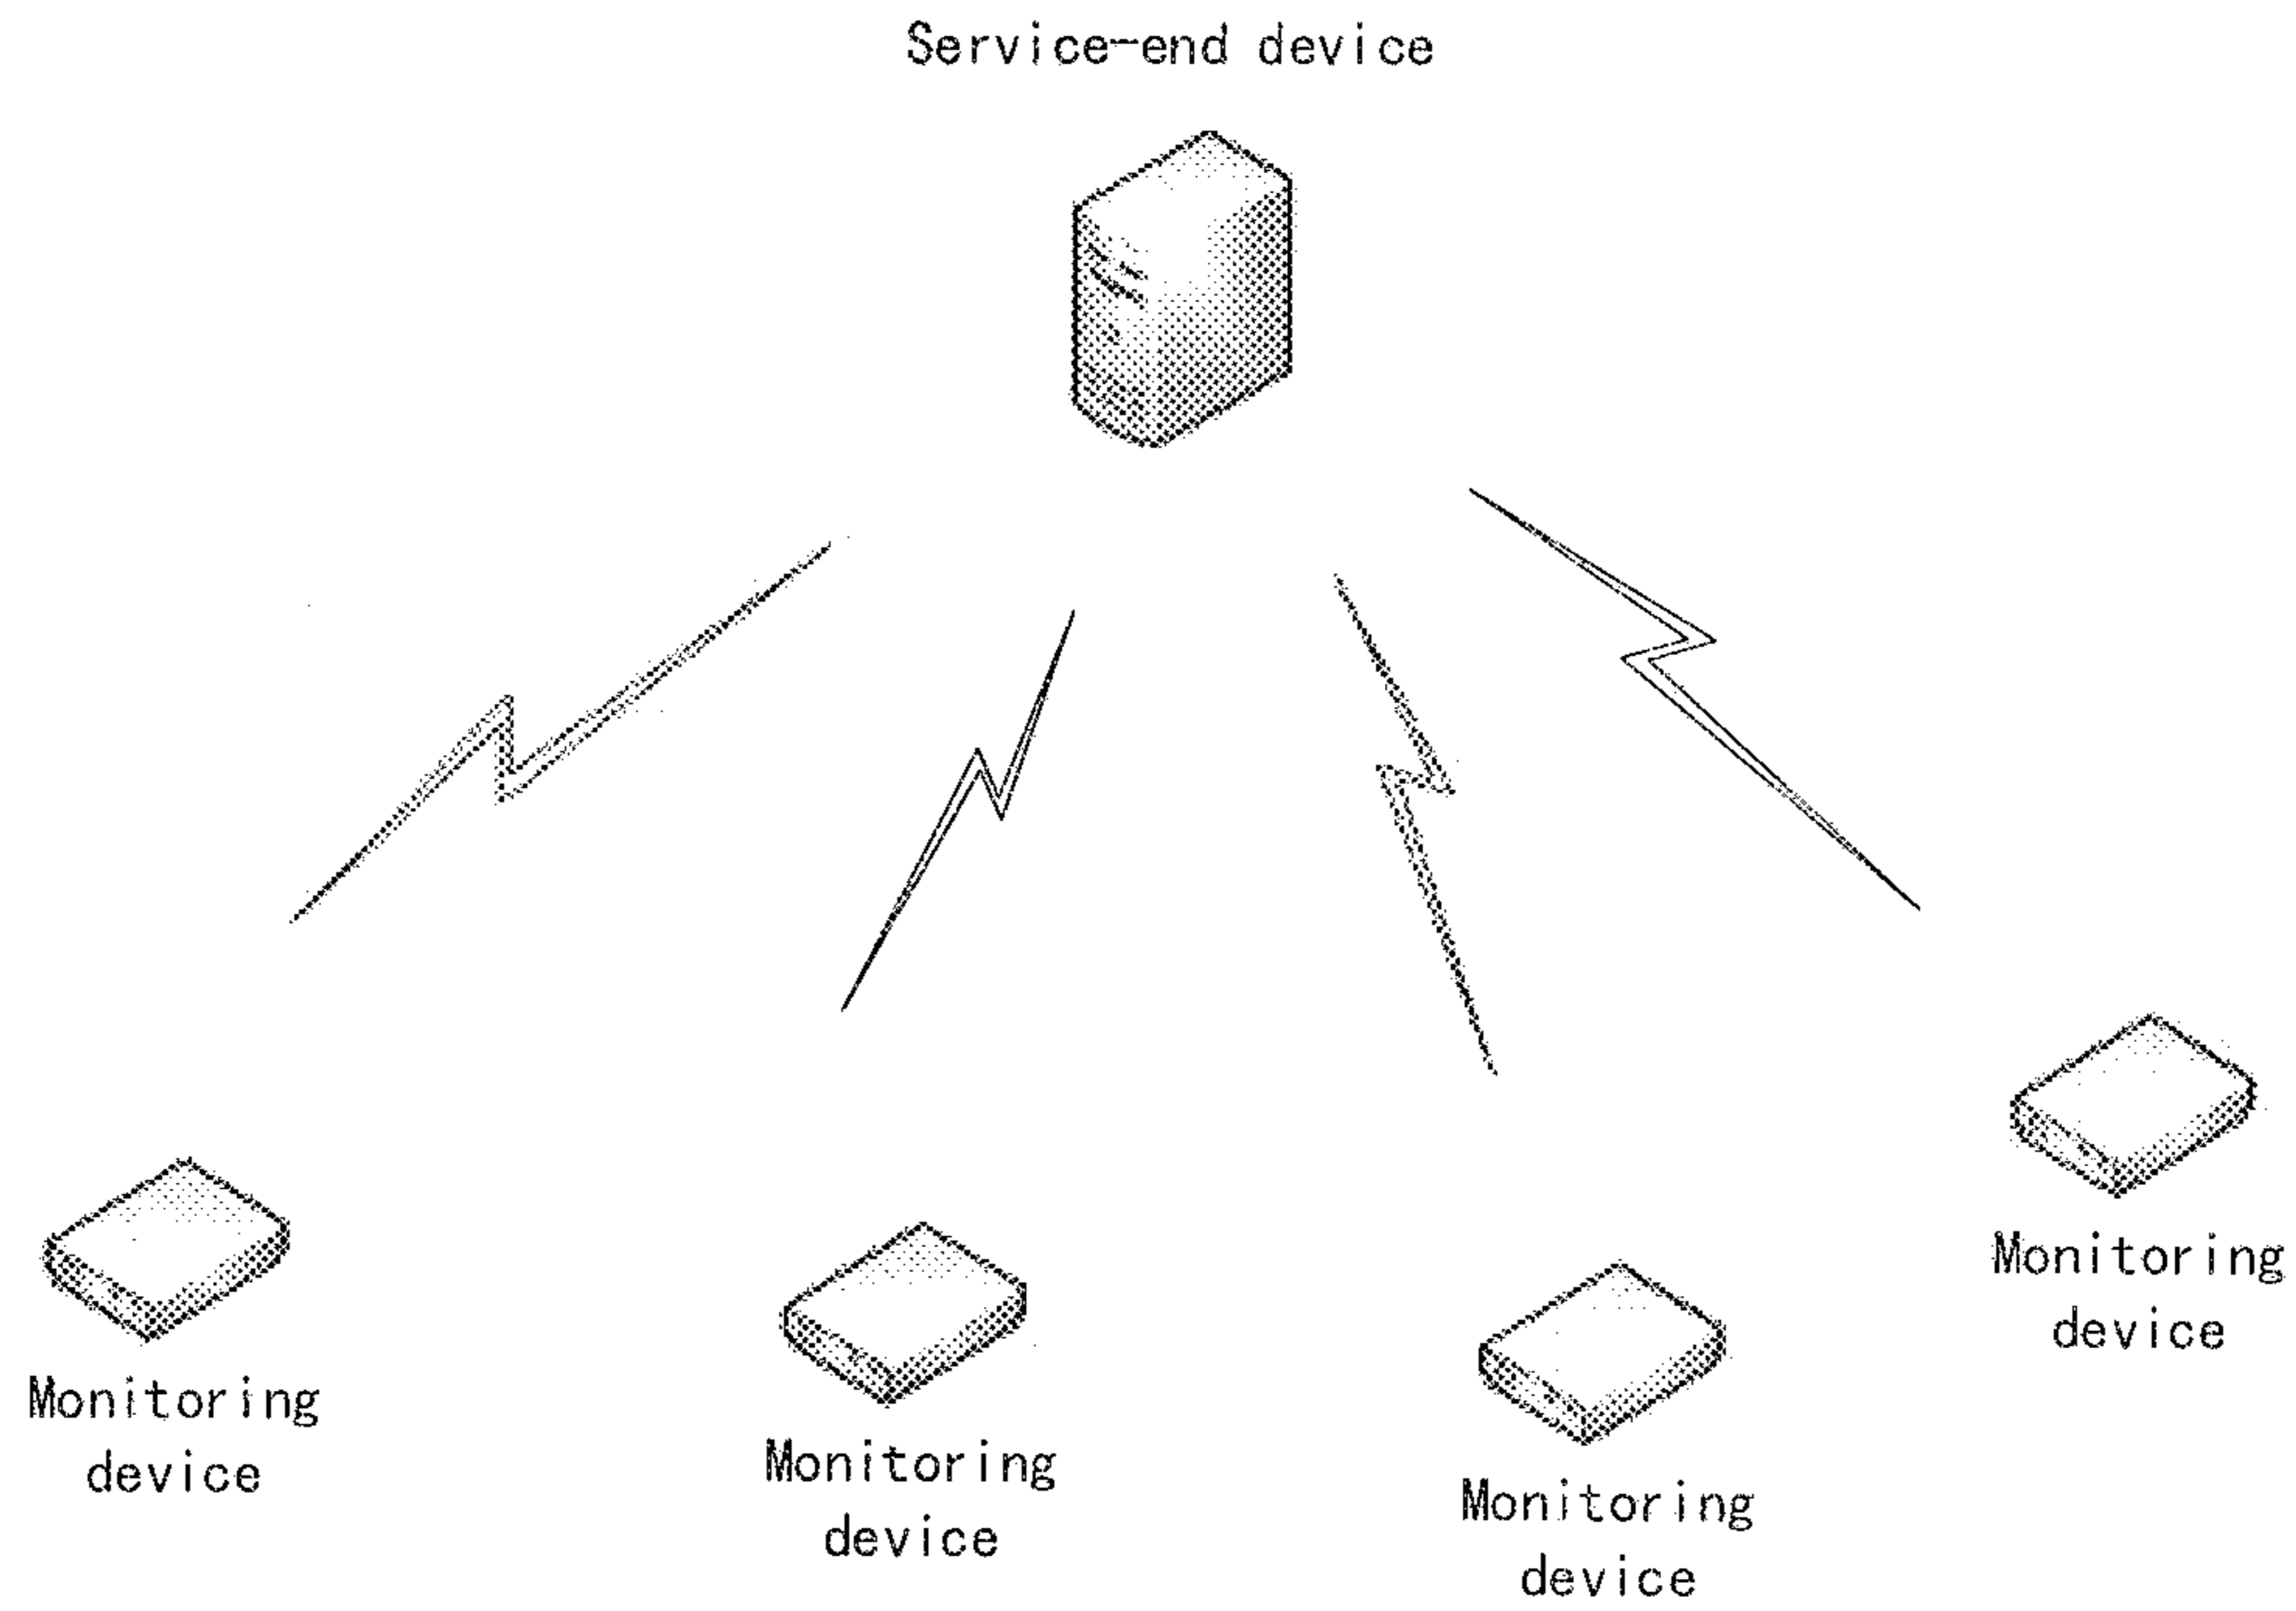 Service-end device
Monitoring
device
Monitoring
device
Monitoring
device
Monitoring
device